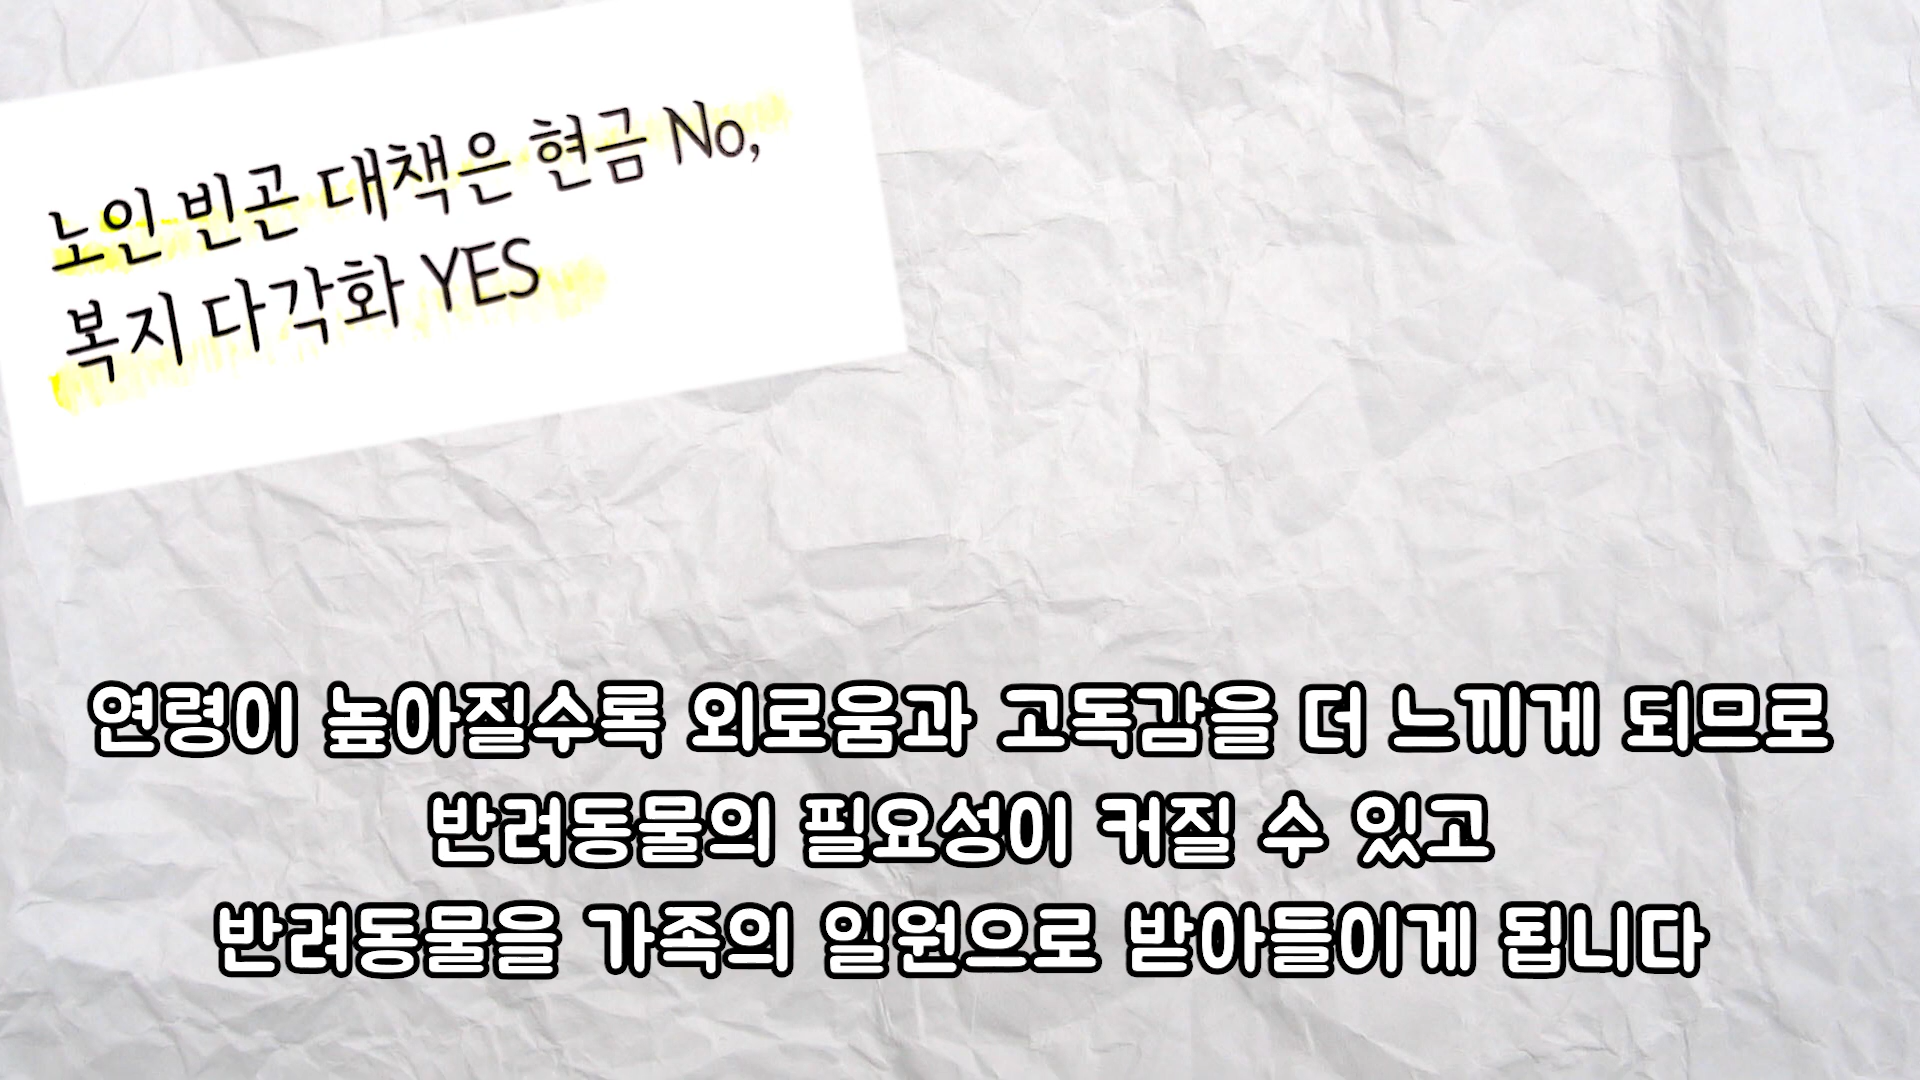 노인 빈곤 대책은 현금 No,
복지 다각화 YES
연령이 높아질수록 외로움과 고독감을 더 느끼게 되므로
반려동물의 필요성이 커질 수 있고
반려동물을 가족의 일원으로 받아들이게 됩니다